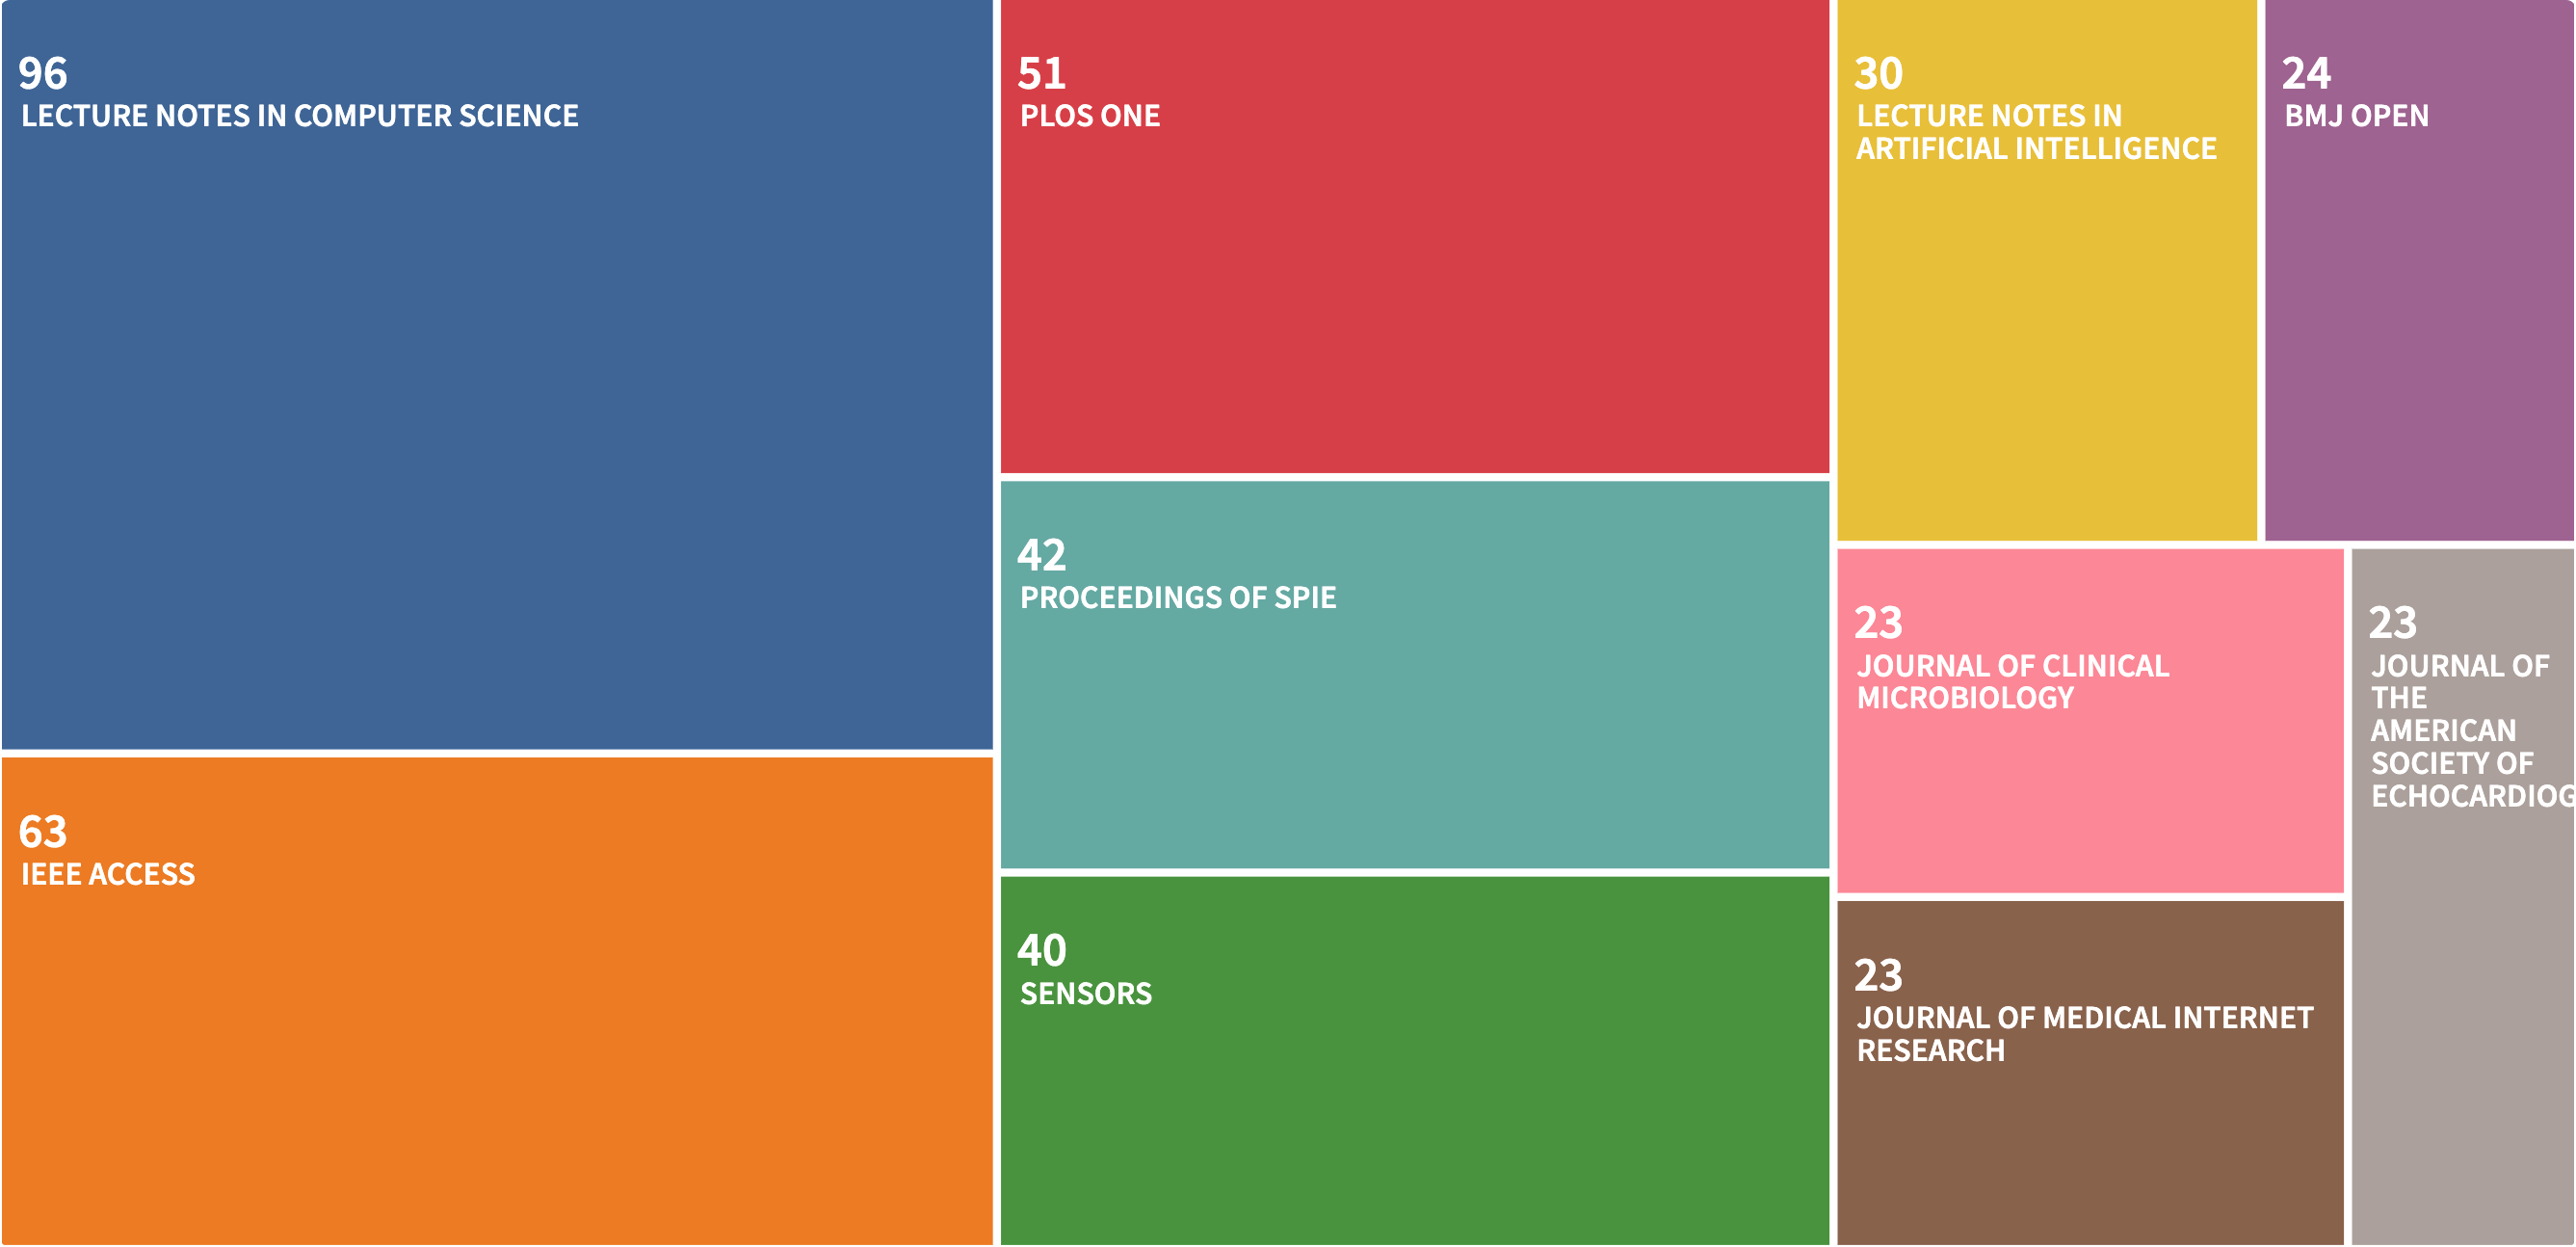 96
LECTURE NOTES IN COMPUTER SCIENCE
63
IEEE ACCESS
51
PLOS ONE
42
PROCEEDINGS OF SPIE
40
SENSORS
30
LECTURE NOTES IN
ARTIFICIAL INTELLIGENCE
24
BMJ OPEN
23
JOURNAL OF CLINICAL
MICROBIOLOGY
23
JOURNAL OF MEDICAL INTERNET
RESEARCH
23
JOURNAL OF
THE
AMERICAN
SOCIETY OF
ECHOCARDIOG